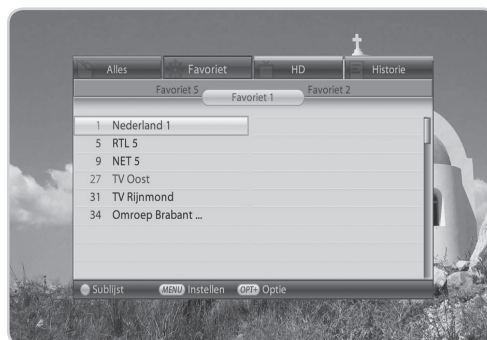 Alles Favoriet HD Historie
Favoriet 5 Favoriet 1 Favoriet 2
1 Nederland 1
5 RTL 5
9 NET 5
27 TV Oost
31 TV Rijnmond
34 Omroep Brabant ...
Sublijst MENU Instellen OPT+ Optie